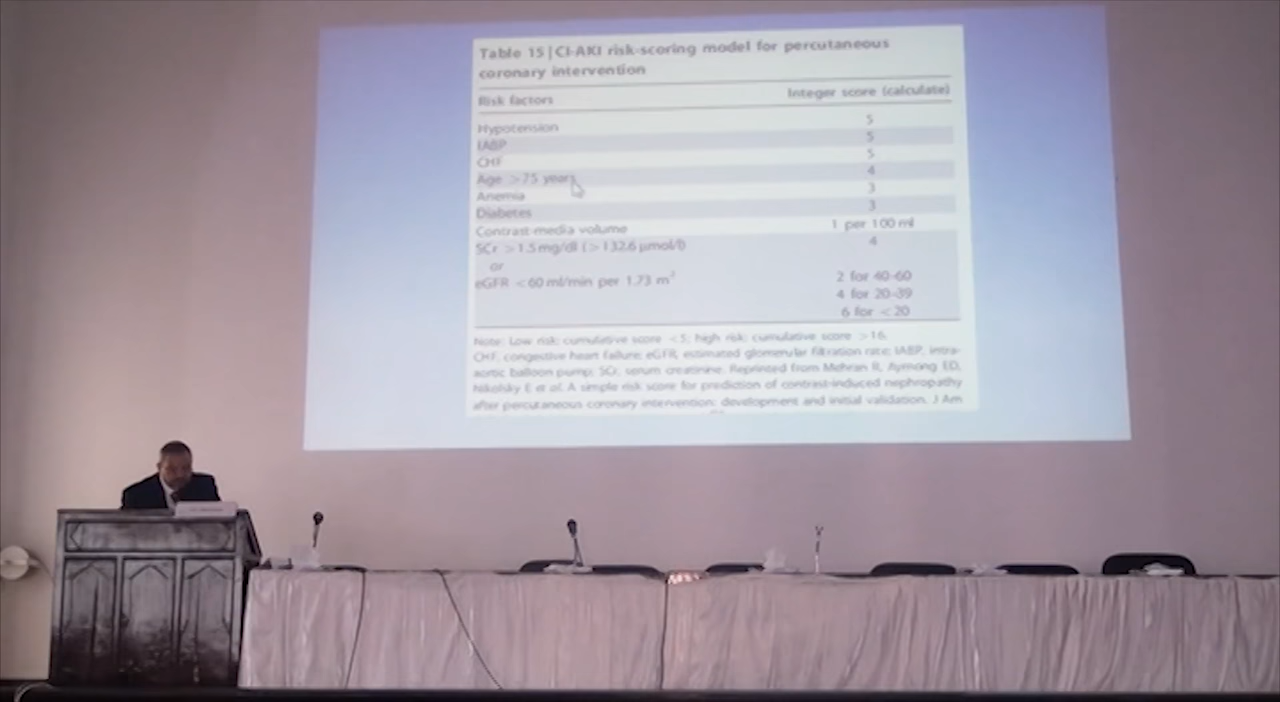 Table 15 | CI-AKI risk-scoring model for percutaneous
coronary intervention
Risk factors Integer score (calculate)
Hypotension 5
IABP 5
CHF 5
Age >75 years 4
Anemia 3
Diabetes 3
Contrast-media volume 1 per 100 ml
SCr >1.5 mg/dl (>132.6 μmol/l) 4
or
eGFR <60 ml/min per 1.73 m² 2 for 40–60
4 for 20–39
6 for <20
Note: Low risk: cumulative score <5; high risk: cumulative score >16.
CHF, congestive heart failure; eGFR, estimated glomerular filtration rate; IABP, intra-
aortic balloon pump; SCr, serum creatinine. Reprinted from Mehran R, Aymong ED,
Nikolsky E et al. A simple risk score for prediction of contrast-induced nephropathy
after percutaneous coronary intervention: development and initial validation. J Am